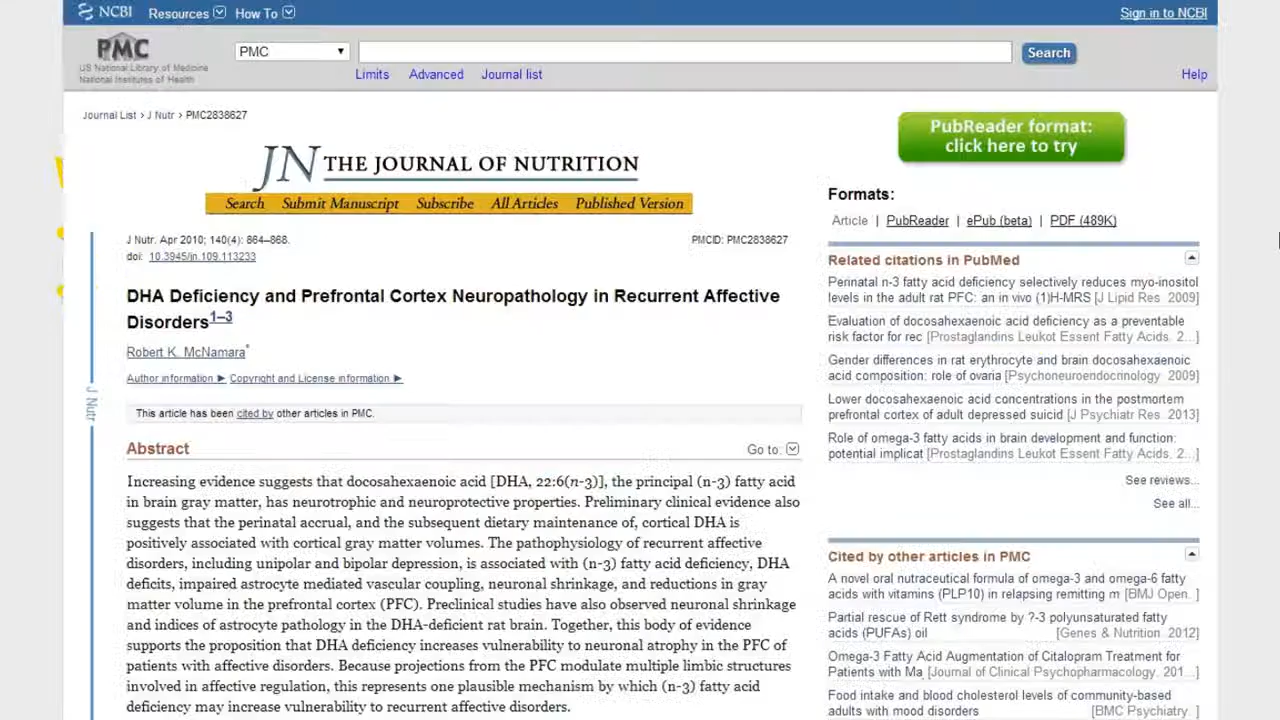 NCBI Resources How To Sign in to NCBI
PMC
US National Library of Medicine
National Institutes of Health
PMC
Search
Limits Advanced Journal list Help
Journal List > J Nutr > PMC2838627
PubReader format:
click here to try
JN THE JOURNAL OF NUTRITION
Search Submit Manuscript Subscribe All Articles Published Version
J Nutr. Apr 2010; 140(4): 864–868. PMCID: PMC2838627
doi: 10.3945/jn.109.113233
DHA Deficiency and Prefrontal Cortex Neuropathology in Recurrent Affective
Disorders1–3
Robert K. McNamara*
Author information ► Copyright and License information ►
This article has been cited by other articles in PMC.
J Nutr
Abstract Go to:
Increasing evidence suggests that docosahexaenoic acid [DHA, 22:6(n-3)], the principal (n-3) fatty acid
in brain gray matter, has neurotrophic and neuroprotective properties. Preliminary clinical evidence also
suggests that the perinatal accrual, and the subsequent dietary maintenance of, cortical DHA is
positively associated with cortical gray matter volumes. The pathophysiology of recurrent affective
disorders, including unipolar and bipolar depression, is associated with (n-3) fatty acid deficiency, DHA
deficits, impaired astrocyte mediated vascular coupling, neuronal shrinkage, and reductions in gray
matter volume in the prefrontal cortex (PFC). Preclinical studies have also observed neuronal shrinkage
and indices of astrocyte pathology in the DHA-deficient rat brain. Together, this body of evidence
supports the proposition that DHA deficiency increases vulnerability to neuronal atrophy in the PFC of
patients with affective disorders. Because projections from the PFC modulate multiple limbic structures
involved in affective regulation, this represents one plausible mechanism by which (n-3) fatty acid
deficiency may increase vulnerability to recurrent affective disorders.
Formats:
Article | PubReader | ePub (beta) | PDF (489K)
Related citations in PubMed
Perinatal n-3 fatty acid deficiency selectively reduces myo-inositol
levels in the adult rat PFC: an in vivo (1)H-MRS [J Lipid Res. 2009]
Evaluation of docosahexaenoic acid deficiency as a preventable
risk factor for rec [Prostaglandins Leukot Essent Fatty Acids. 2...]
Gender differences in rat erythrocyte and brain docosahexaenoic
acid composition: role of ovaria [Psychoneuroendocrinology. 2009]
Lower docosahexaenoic acid concentrations in the postmortem
prefrontal cortex of adult depressed suicid [J Psychiatr Res. 2013]
Role of omega-3 fatty acids in brain development and function:
potential implicat [Prostaglandins Leukot Essent Fatty Acids. 2...]
See reviews...
See all...
Cited by other articles in PMC
A novel oral nutraceutical formula of omega-3 and omega-6 fatty
acids with vitamins (PLP10) in relapsing remitting m [BMJ Open. ]
Partial rescue of Rett syndrome by ?-3 polyunsaturated fatty
acids (PUFAs) oil [Genes & Nutrition. 2012]
Omega-3 Fatty Acid Augmentation of Citalopram Treatment for
Patients with Ma [Journal of Clinical Psychopharmacology. 201...]
Food intake and blood cholesterol levels of community-based
adults with mood disorders [BMC Psychiatry. ]